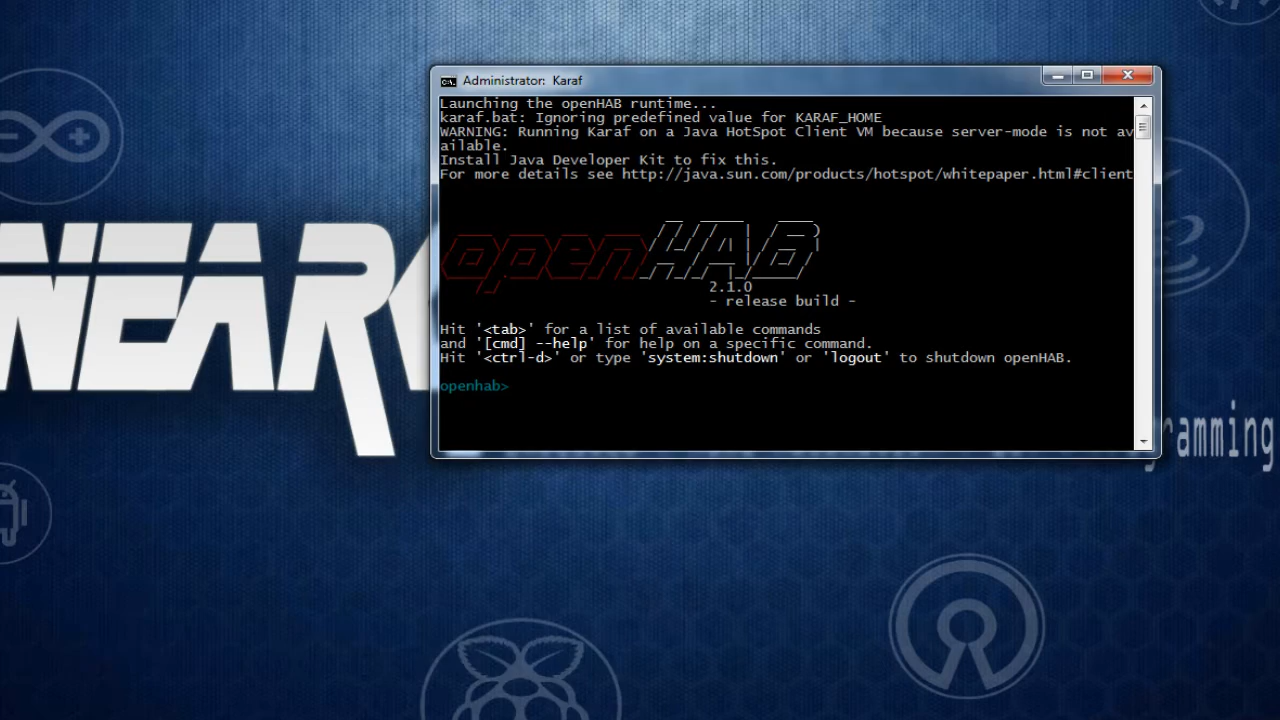 Administrator: Karaf
Launching the openHAB runtime...
karaf.bat: Ignoring predefined value for KARAF_HOME
WARNING: Running Karaf on a Java HotSpot Client VM because server-mode is not av
ailable.
Install Java Developer Kit to fix this.
For more details see http://java.sun.com/products/hotspot/whitepaper.html#client
openHAB
2.1.0
- release build -
Hit '<tab>' for a list of available commands
and '[cmd] --help' for help on a specific command.
Hit '<ctrl-d>' or type 'system:shutdown' or 'logout' to shutdown openHAB.
openhab>
NEAR
ramming